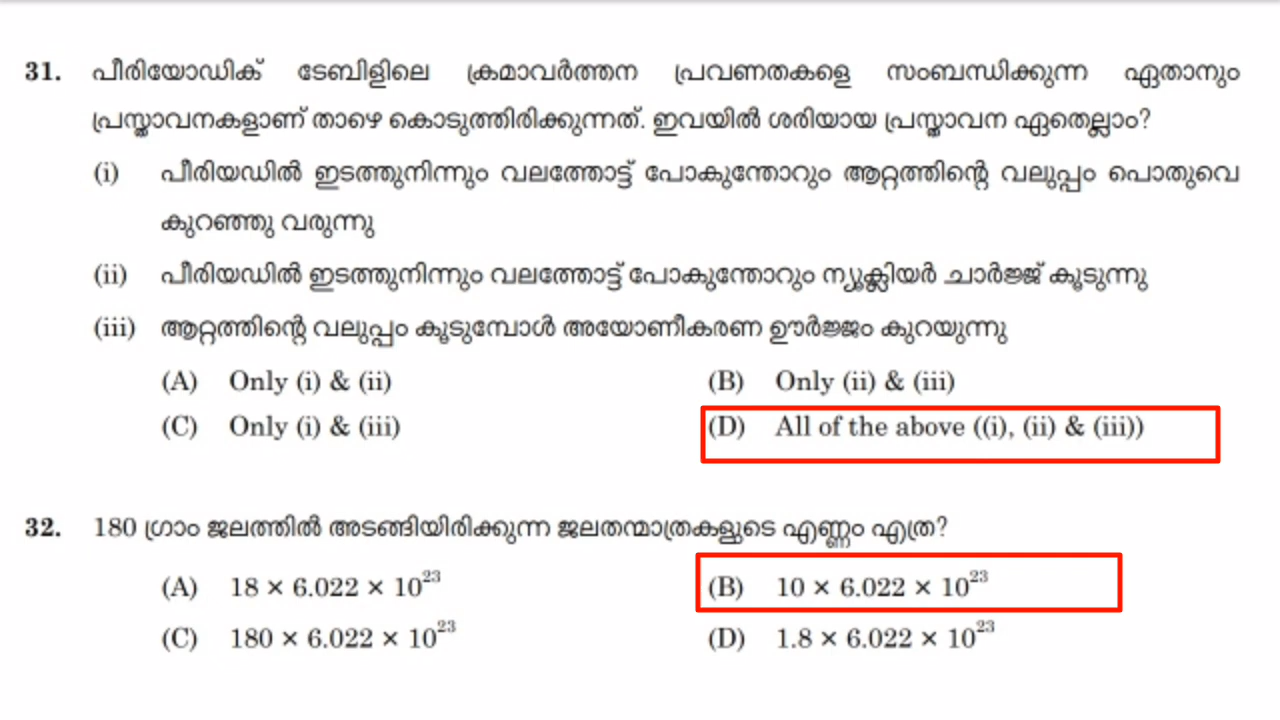 31. പീരിയോഡിക് ടേബിളിലെ ക്രമാവർത്തന പ്രവണതകളെ സംബന്ധിക്കുന്ന ഏതാനും
പ്രസ്താവനകളാണ് താഴെ കൊടുത്തിരിക്കുന്നത്. ഇവയിൽ ശരിയായ പ്രസ്താവന ഏതെല്ലാം?
(i) പീരിയഡിൽ ഇടത്തുനിന്നും വലത്തോട്ട് പോകുന്തോറും ആറ്റത്തിന്റെ വലുപ്പം പൊതുവെ
കുറഞ്ഞു വരുന്നു
(ii) പീരിയഡിൽ ഇടത്തുനിന്നും വലത്തോട്ട് പോകുന്തോറും ന്യൂക്ലിയർ ചാർജ്ജ് കൂടുന്നു
(iii) ആറ്റത്തിന്റെ വലുപ്പം കൂടുമ്പോൾ അയോണീകരണ ഊർജ്ജം കുറയുന്നു
(A) Only (i) & (ii) (B) Only (ii) & (iii)
(C) Only (i) & (iii) (D) All of the above ((i), (ii) & (iii))
32. 180 ഗ്രാം ജലത്തിൽ അടങ്ങിയിരിക്കുന്ന ജലതന്മാത്രകളുടെ എണ്ണം എത്ര?
(A) 18 × 6.022 × 10²³ (B) 10 × 6.022 × 10²³
(C) 180 × 6.022 × 10²³ (D) 1.8 × 6.022 × 10²³